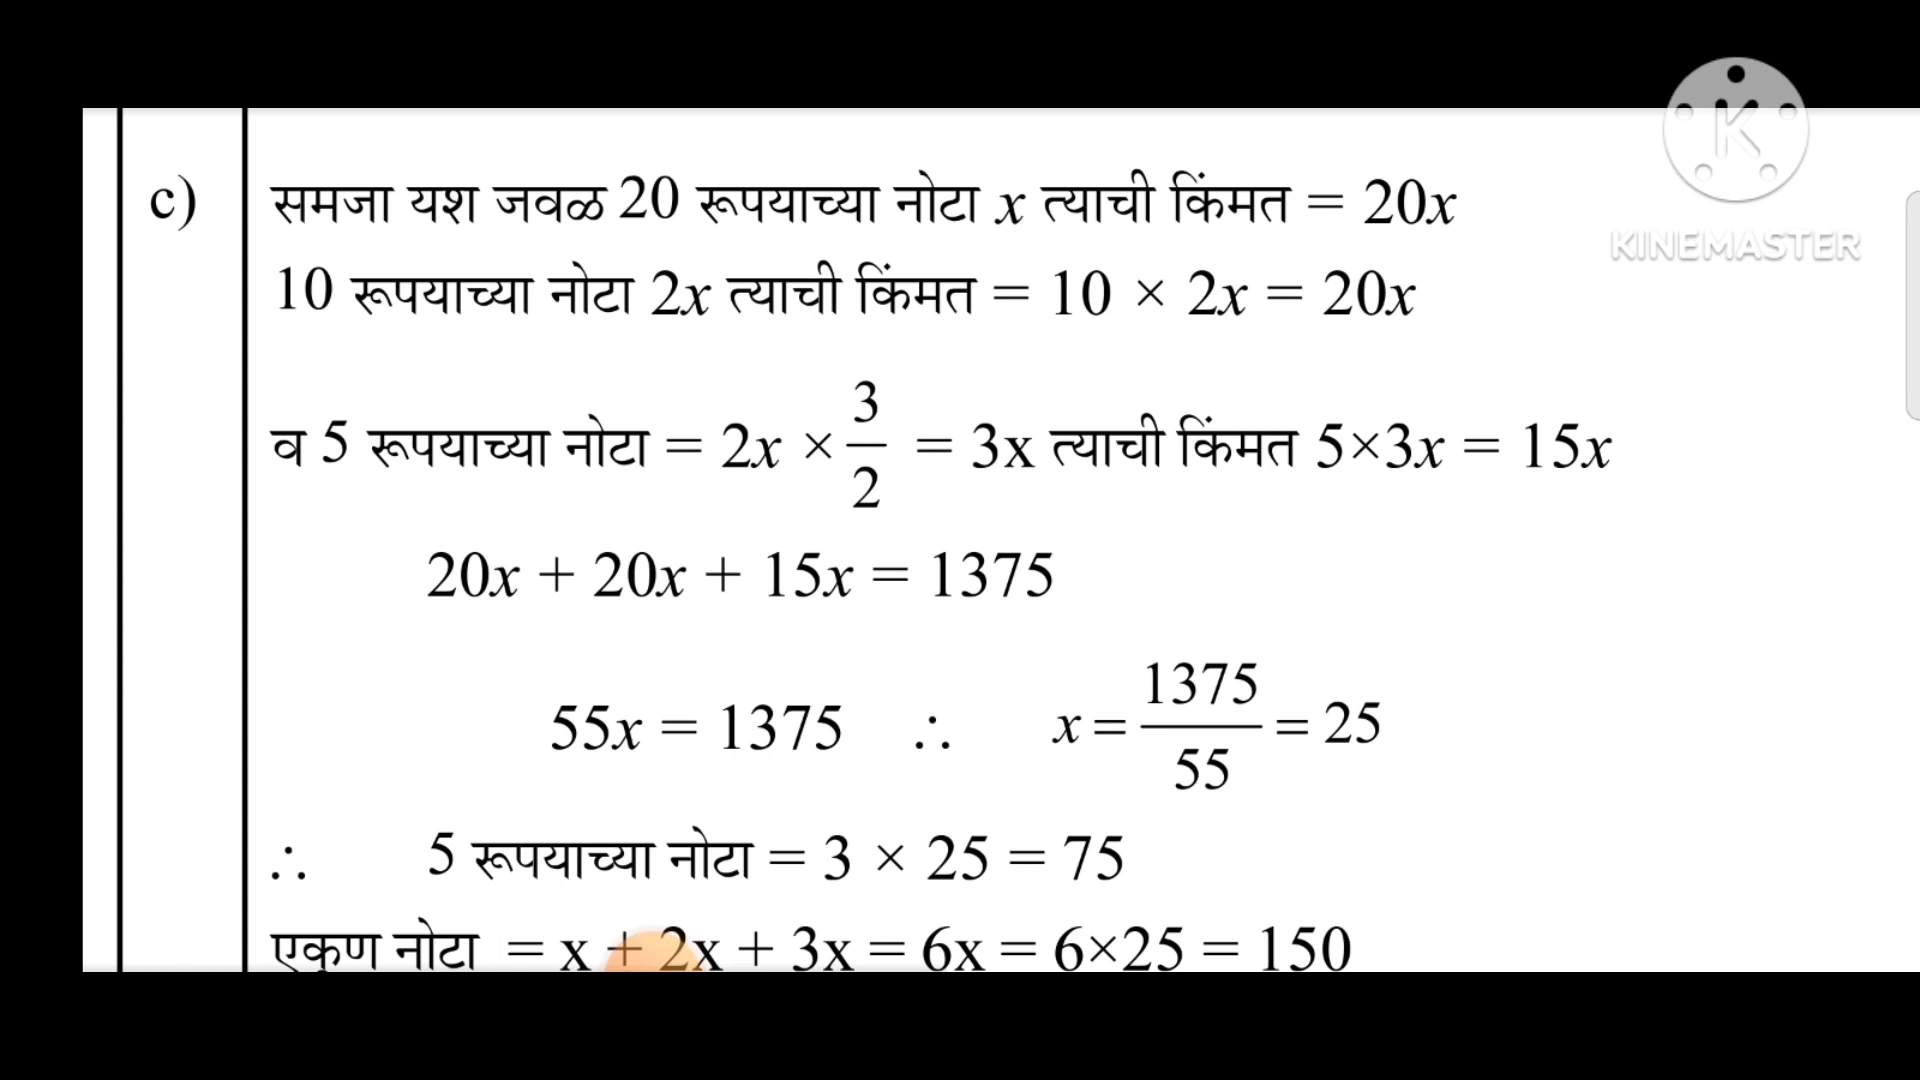 c) समजा यश जवळ 20 रूपयाच्या नोटा x त्याची किंमत = 20x
10 रूपयाच्या नोटा 2x त्याची किंमत = 10 × 2x = 20x
व 5 रूपयाच्या नोटा = 2x × 3/2 = 3x त्याची किंमत 5×3x = 15x
20x + 20x + 15x = 1375
55x = 1375 ∴ x = 1375/55 = 25
∴ 5 रूपयाच्या नोटा = 3 × 25 = 75
एकूण नोटा = x + 2x + 3x = 6x = 6×25 = 150
K
KINEMASTER